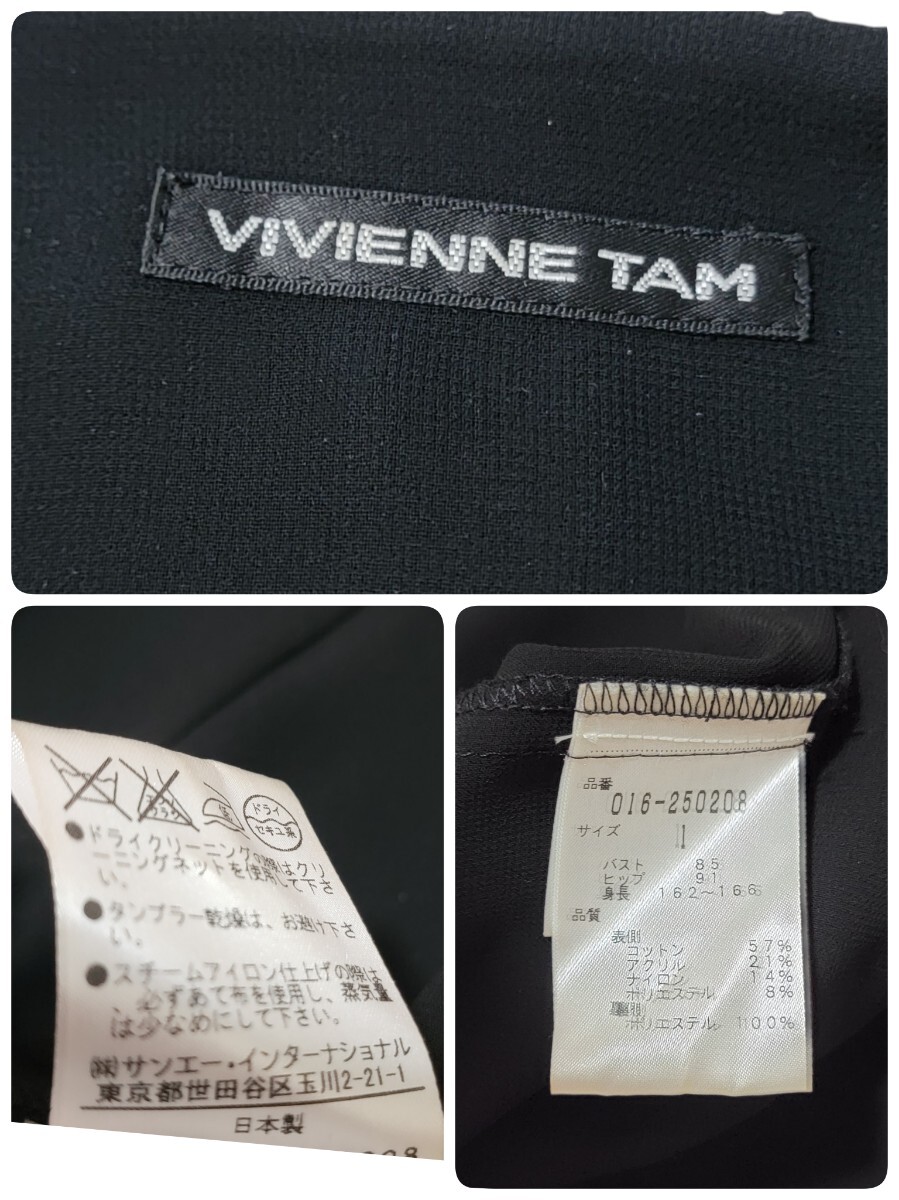 VIVIENNE TAM
ドライ
セキユ系
●ドライクリーニングの際はクリ
ーニングネットを使用して下さ
い。
●タンブラー乾燥は、お避け下さ
い。
●スチームアイロン仕上げの際は
必ずあて布を使用し、蒸気量
は少なめにして下さい。
㈱サンエー・インターナショナル
東京都世田谷区玉川2-21-1
日本製
品番
016-250208
サイズ 11
バスト 85
ヒップ 91
身長 162～166
品質
表側
コットン 57%
アクリル 21%
ナイロン 14%
ポリエステル 8%
裏側
ポリエステル 100%